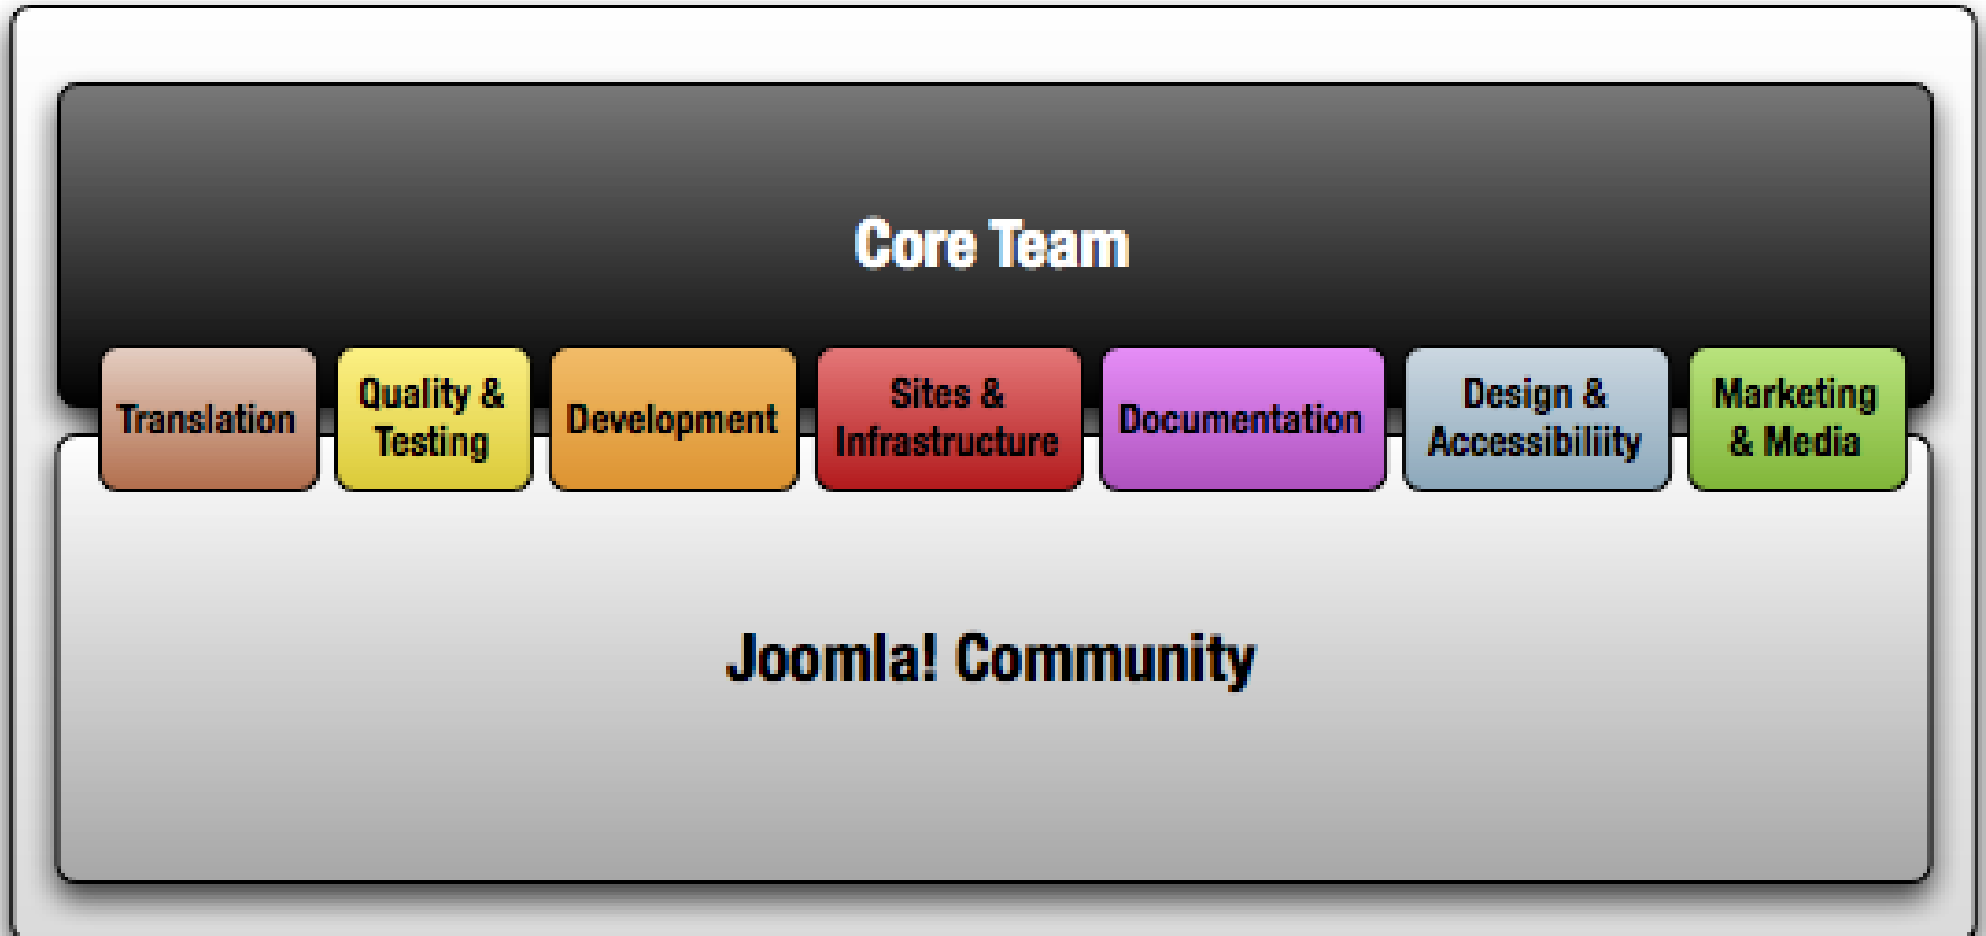 Core Team
Translation
Quality &
Testing
Development
Sites &
Infrastructure
Documentation
Design &
Accessibiliity
Marketing
& Media
Joomla! Community